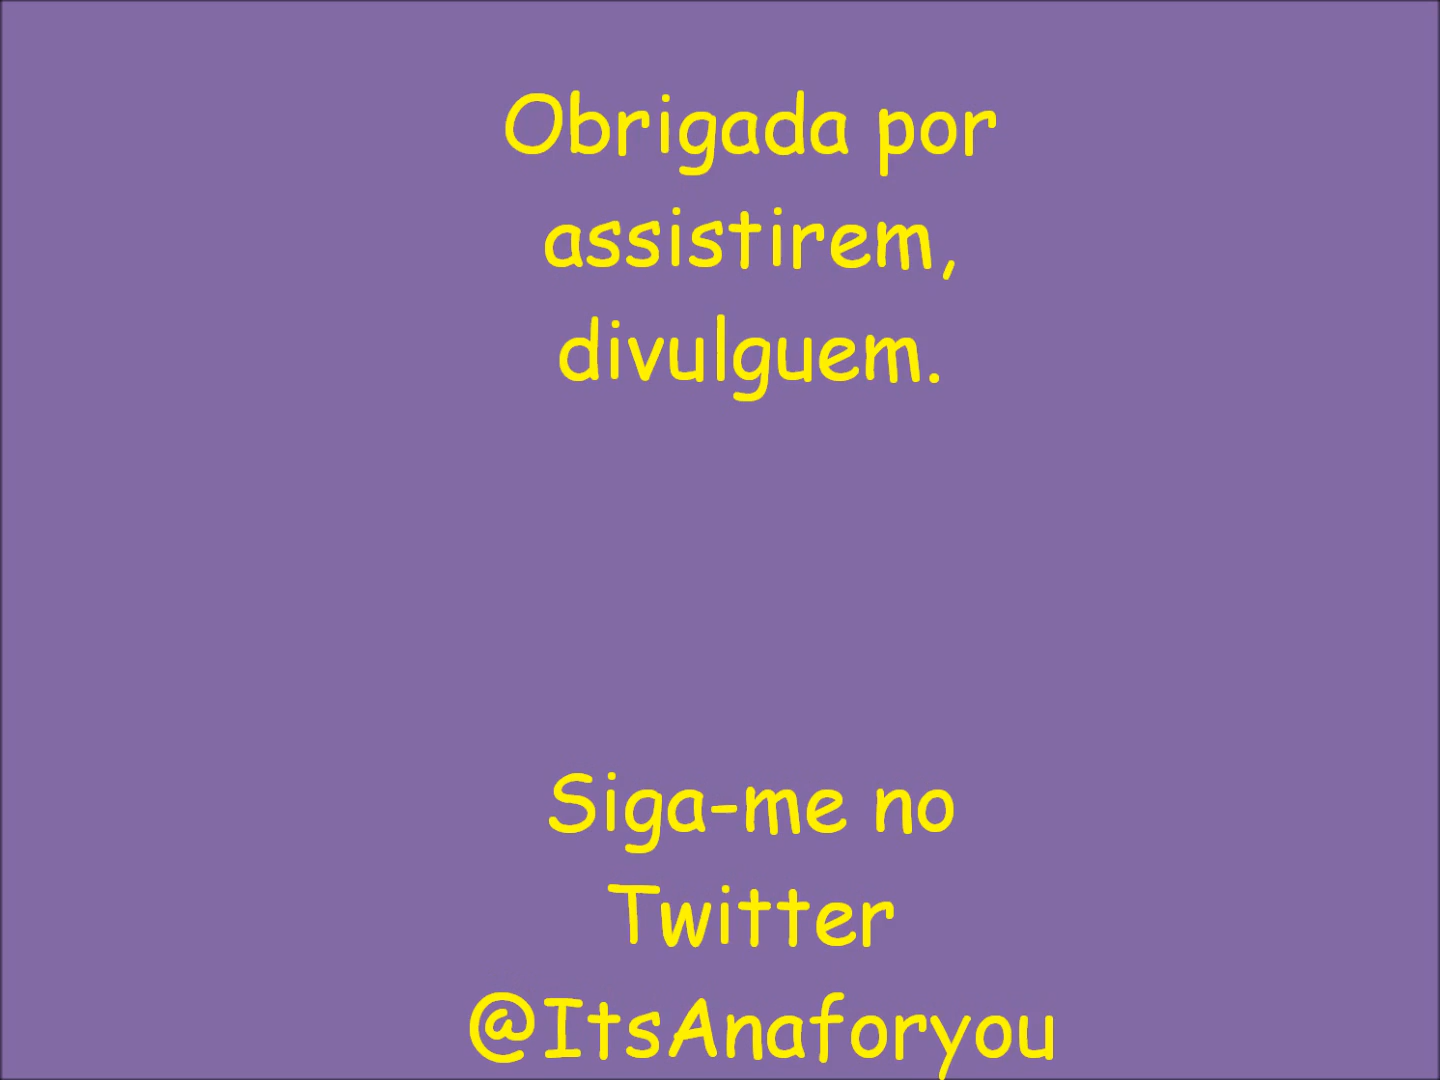 Obrigada por
assistirem,
divulguem.
Siga-me no
Twitter
@ItsAnaforyou